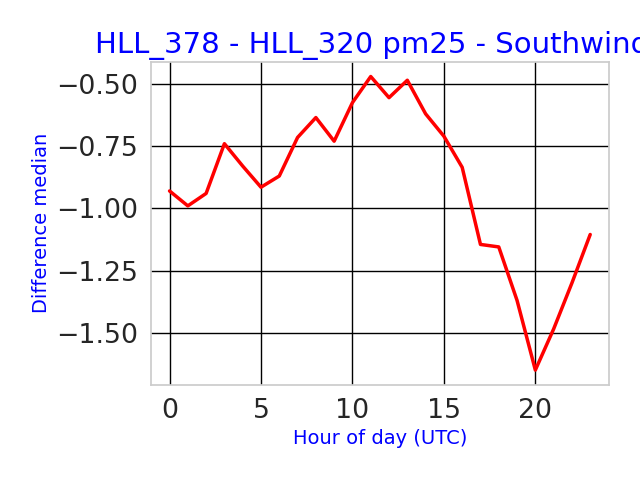 HLL_378 - HLL_320 pm25 - Southwind
Difference median
−0.50
−0.75
−1.00
−1.25
−1.50
0 5 10 15 20
Hour of day (UTC)